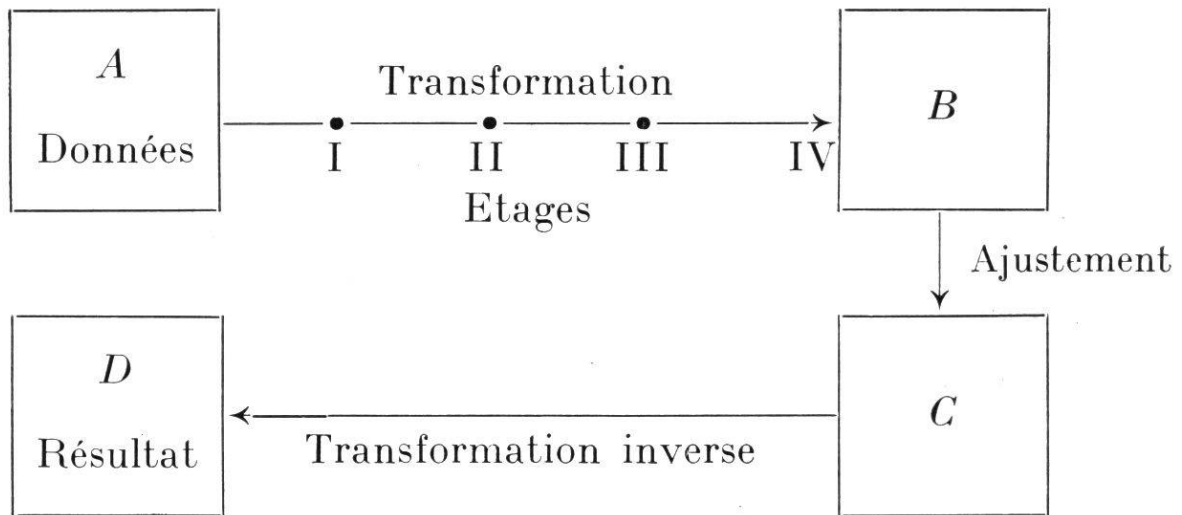 A
Données
Transformation
I II III IV
Etages
B
Ajustement
D
Résultat
Transformation inverse
C